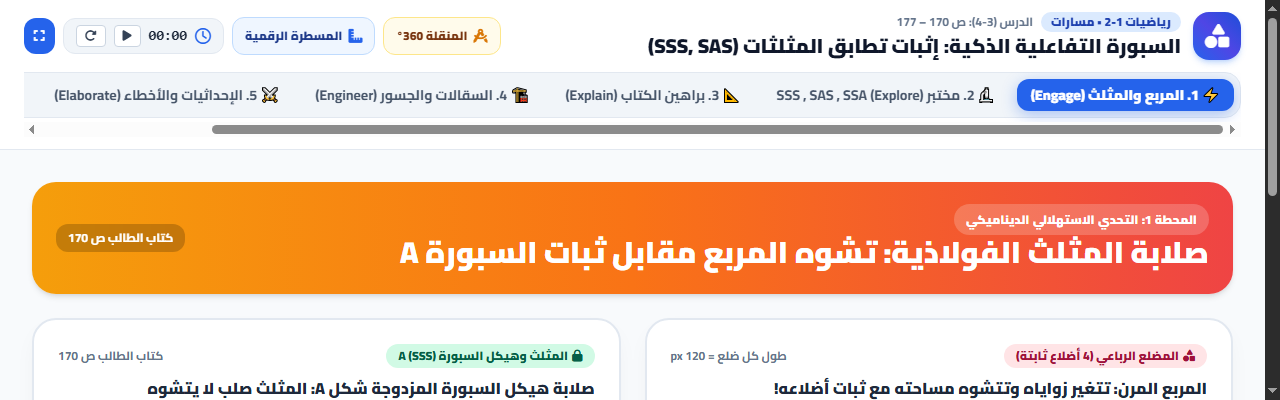 رياضيات 1-2 • مسارات
الدرس (3-4): ص 170 – 177
السبورة التفاعلية الذكية: إثبات تطابق المثلثات (SSS, SAS)
المنقلة 360°
المسطرة الرقمية
00:00
1. المربع والمثلث (Engage)
2. مختبر SSS , SAS , SSA (Explore)
3. براهين الكتاب (Explain)
4. السقالات والجسور (Engineer)
5. الإحداثيات والأخطاء (Elaborate)
المحطة 1: التحدي الاستهلالي الديناميكي
صلابة المثلث الفولاذية: تشوه المربع مقابل ثبات السبورة A
كتاب الطالب ص 170
المضلع الرباعي (4 أضلاع ثابتة)
طول كل ضلع = 120 px
المربع المرن: تتغير زواياه وتتشوه مساحته مع ثبات أضلاعه!
المثلث وهيكل السبورة A (SSS)
كتاب الطالب ص 170
صلابة هيكل السبورة المزدوجة شكل A: المثلث صلب لا يتشوه